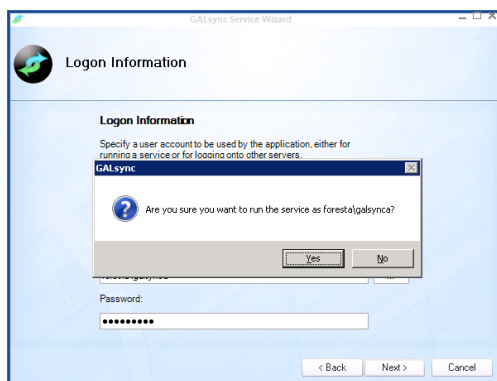 GALsync Service Wizard
Logon Information
Logon Information
Specify a user account to be used by the application, either for
running a service or for logging onto other servers.
GALsync
Are you sure you want to run the service as foresta\galsynca?
Yes
No
Password:
< Back
Next >
Cancel